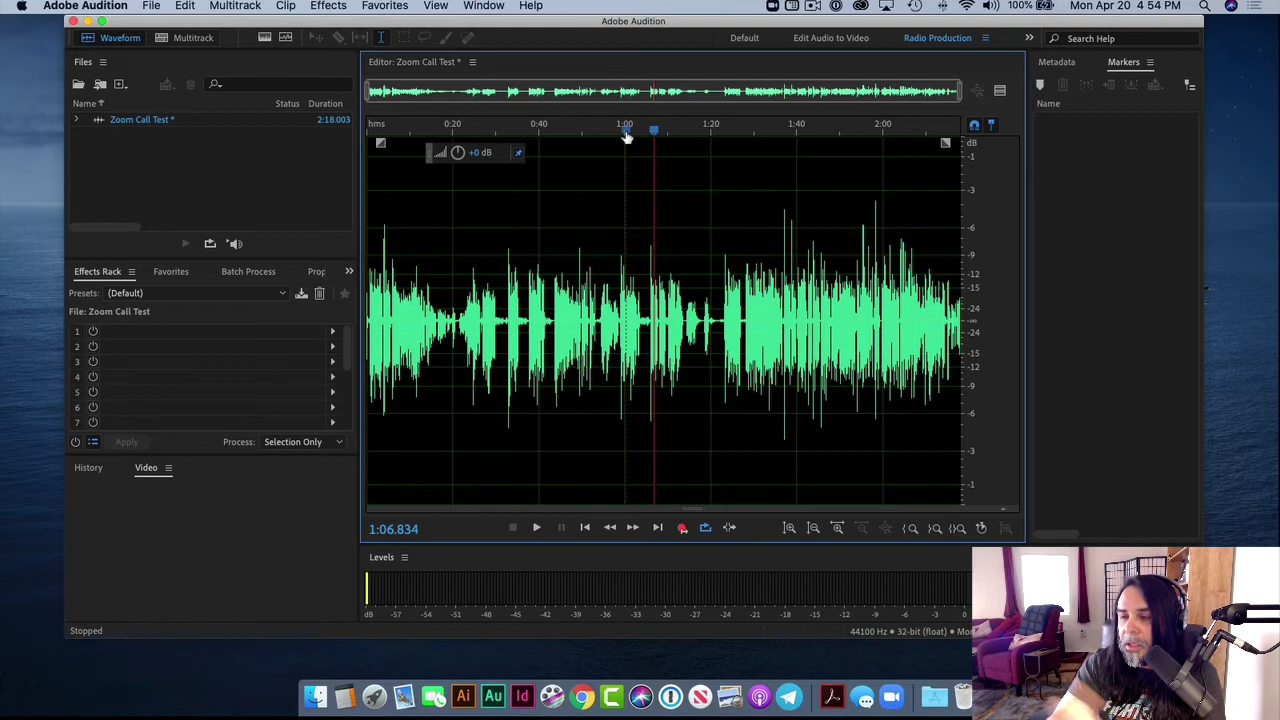 Adobe Audition File Edit Multitrack Clip Effects Favorites View Window Help 100% Mon Apr 20 4:54 PM
Adobe Audition
Waveform Multitrack Default Edit Audio to Video Radio Production Search Help
Files
Name Status Duration
Zoom Call Test * 2:18.003
Editor: Zoom Call Test *
hms 0:20 0:40 1:00 1:20 1:40 2:00
+0 dB
dB
-1
-3
-6
-9
-12
-15
-24
-∞
-24
-15
-12
-9
-6
-3
-1
Metadata Markers
Name
Effects Rack Favorites Batch Process Prop
Presets: (Default)
File: Zoom Call Test
1
2
3
4
5
6
7
Apply Process: Selection Only
History Video
1:06.834
Levels
dB -57 -54 -51 -48 -45 -42 -39 -36 -33 -30 -27 -24 -21 -18 -15 -12 -9 -6 -3 0
Stopped
44100 Hz • 32-bit (float) • Mon
Ai Au Id